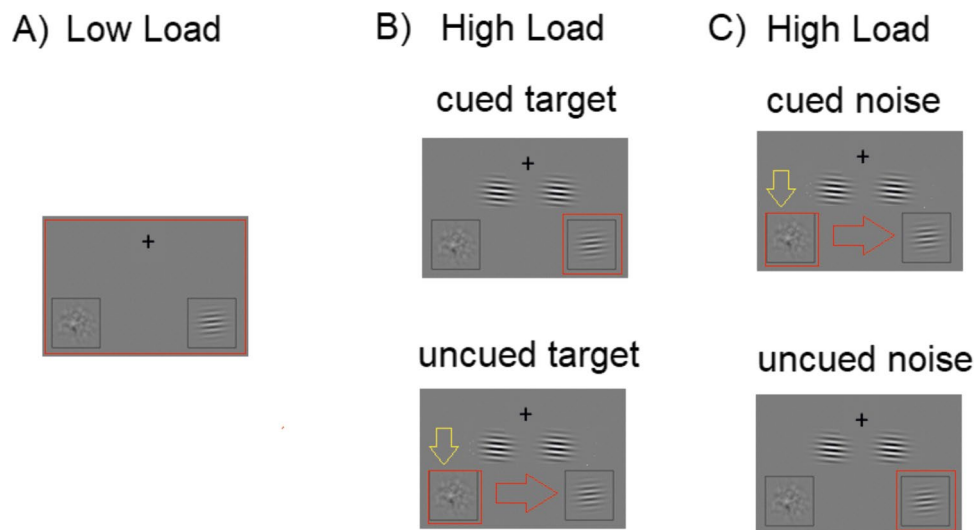 A) Low Load
B) High Load
cued target
uncued target
C) High Load
cued noise
uncued noise